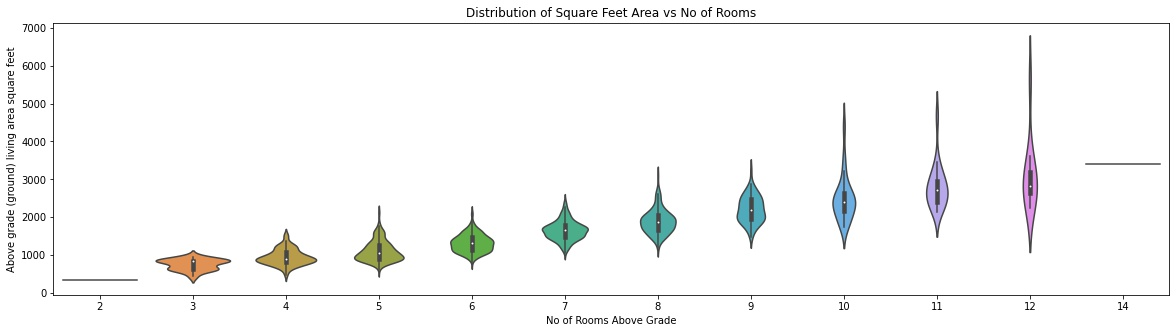 Distribution of Square Feet Area vs No of Rooms
Above grade (ground) living area square feet
7000
6000
5000
4000
3000
2000
1000
0
2 3 4 5 6 7 8 9 10 11 12 14
No of Rooms Above Grade